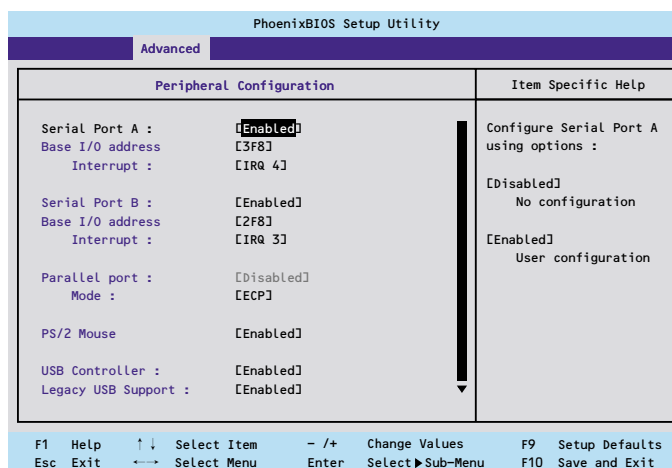 PhoenixBIOS Setup Utility
Advanced
Peripheral Configuration
Item Specific Help
Serial Port A : [Enabled]
Base I/O address [3F8]
Interrupt : [IRQ 4]
Serial Port B : [Enabled]
Base I/O address [2F8]
Interrupt : [IRQ 3]
Parallel port : [Disabled]
Mode : [ECP]
PS/2 Mouse [Enabled]
USB Controller : [Enabled]
Legacy USB Support : [Enabled]
Configure Serial Port A
using options :
[Disabled]
No configuration
[Enabled]
User configuration
F1 Help ↑↓ Select Item − /+ Change Values F9 Setup Defaults
Esc Exit ←→ Select Menu Enter Select▶Sub−Menu F10 Save and Exit